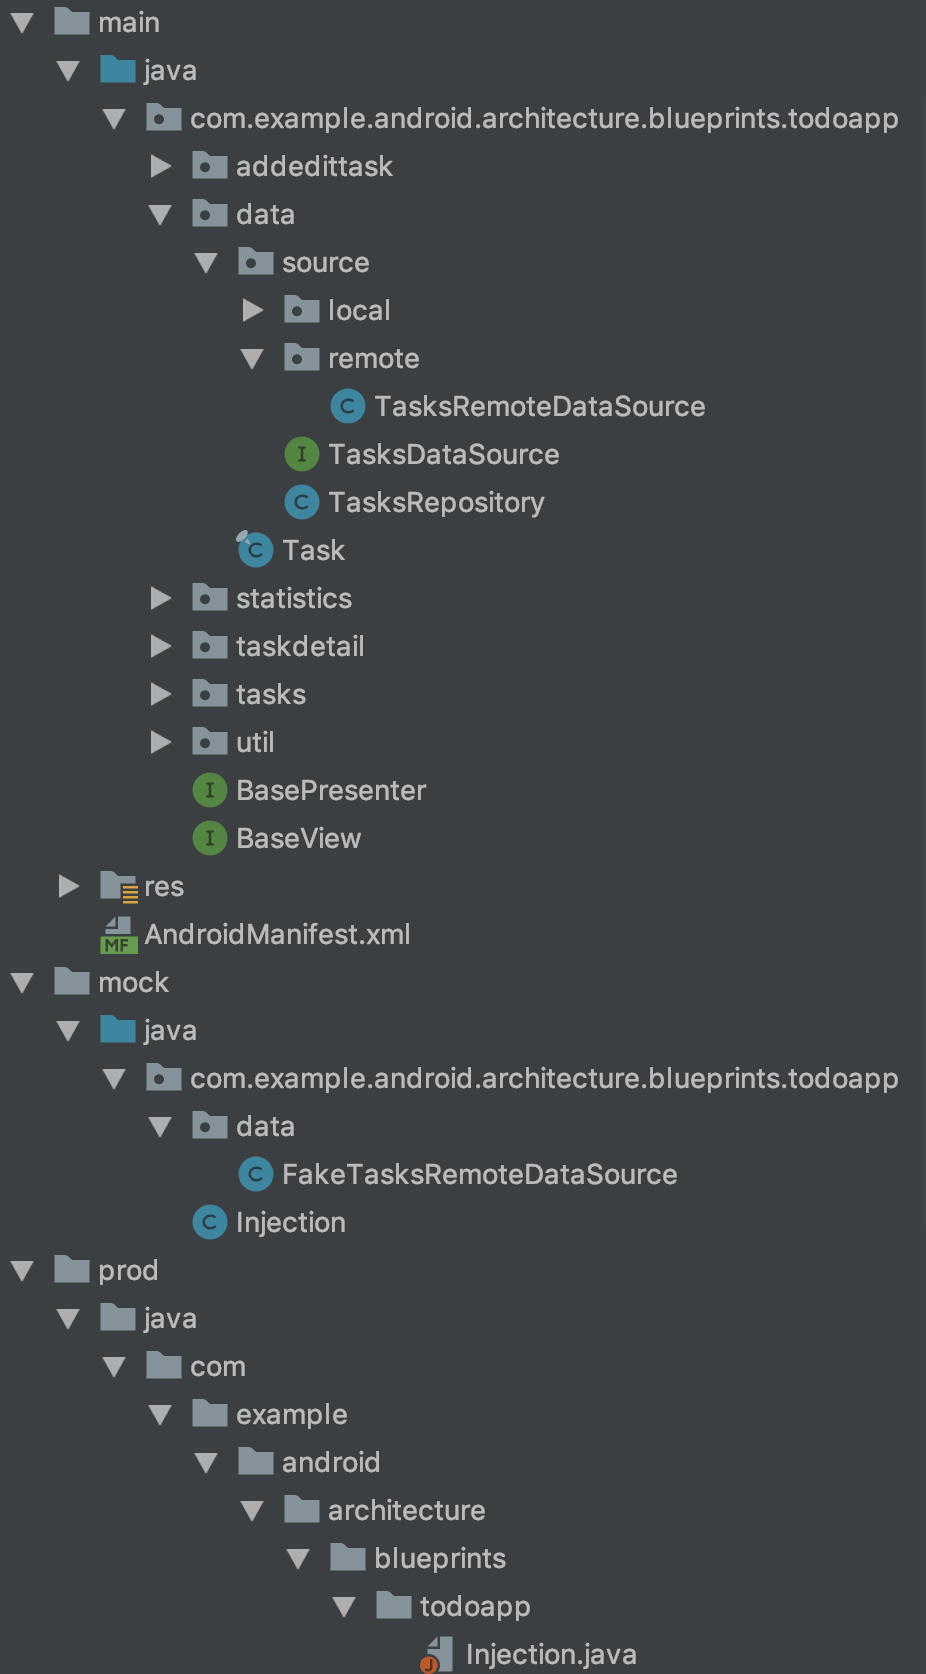 main
java
com.example.android.architecture.blueprints.todoapp
addedittask
data
source
local
remote
C TasksRemoteDataSource
I TasksDataSource
C TasksRepository
C Task
statistics
taskdetail
tasks
util
I BasePresenter
I BaseView
res
MF AndroidManifest.xml
mock
java
com.example.android.architecture.blueprints.todoapp
data
C FakeTasksRemoteDataSource
C Injection
prod
java
com
example
android
architecture
blueprints
todoapp
J Injection.java